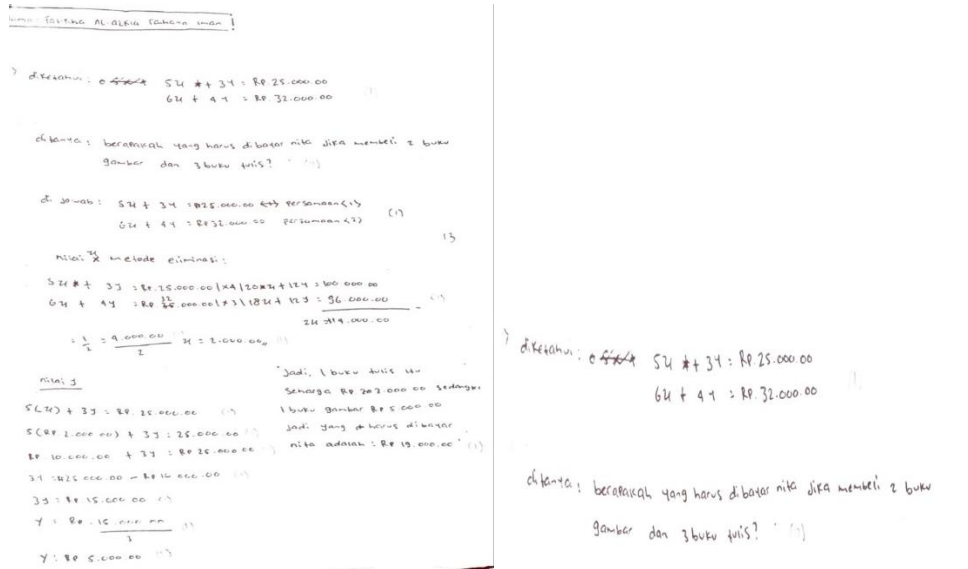 diketahui: 5x + 3y = Rp.25.000.00
6x + 4y = Rp.32.000.00
ditanya: berapakah yang harus dibayar nita jika membeli 2 buku
gambar dan 3 buku tulis? (1)
di jawab: 5x + 3y = Rp25.000.00 persamaan (1)
6x + 4y = Rp32.000.00 persamaan (2)
(1)
13
Nilai x metode eliminasi:
5x + 3y = Rp.25.000.00 |x4| 20x + 12y = 100.000.00
6x + 4y = Rp 32.000.00 |x3| 18x + 12y = 96.000.00 -
2x = 4.000.00
= 4.000.00
2
x = 2.000.00
nilai y
5(x) + 3y = Rp. 25.000.00
5(Rp. 2.000.00) + 3y = 25.000.00
Rp. 10.000.00 + 3y = Rp 25.000.00
3y = Rp25.000.00 - Rp 10.000.00
3y = Rp 15.000.00
y = Rp. 15.000.00
3
y = Rp 5.000.00
"Jadi, 1 buku tulis itu
seharga Rp 2.000.00 sedangkan
1 buku gambar Rp 5.000.00
jadi yang harus dibayar
nita adalah = Rp 19.000.00" (1)
diketahui: 5x + 3y = Rp.25.000.00
6x + 4y = Rp.32.000.00
ditanya: berapakah yang harus dibayar nita jika membeli 2 buku
gambar dan 3 buku tulis? (1)